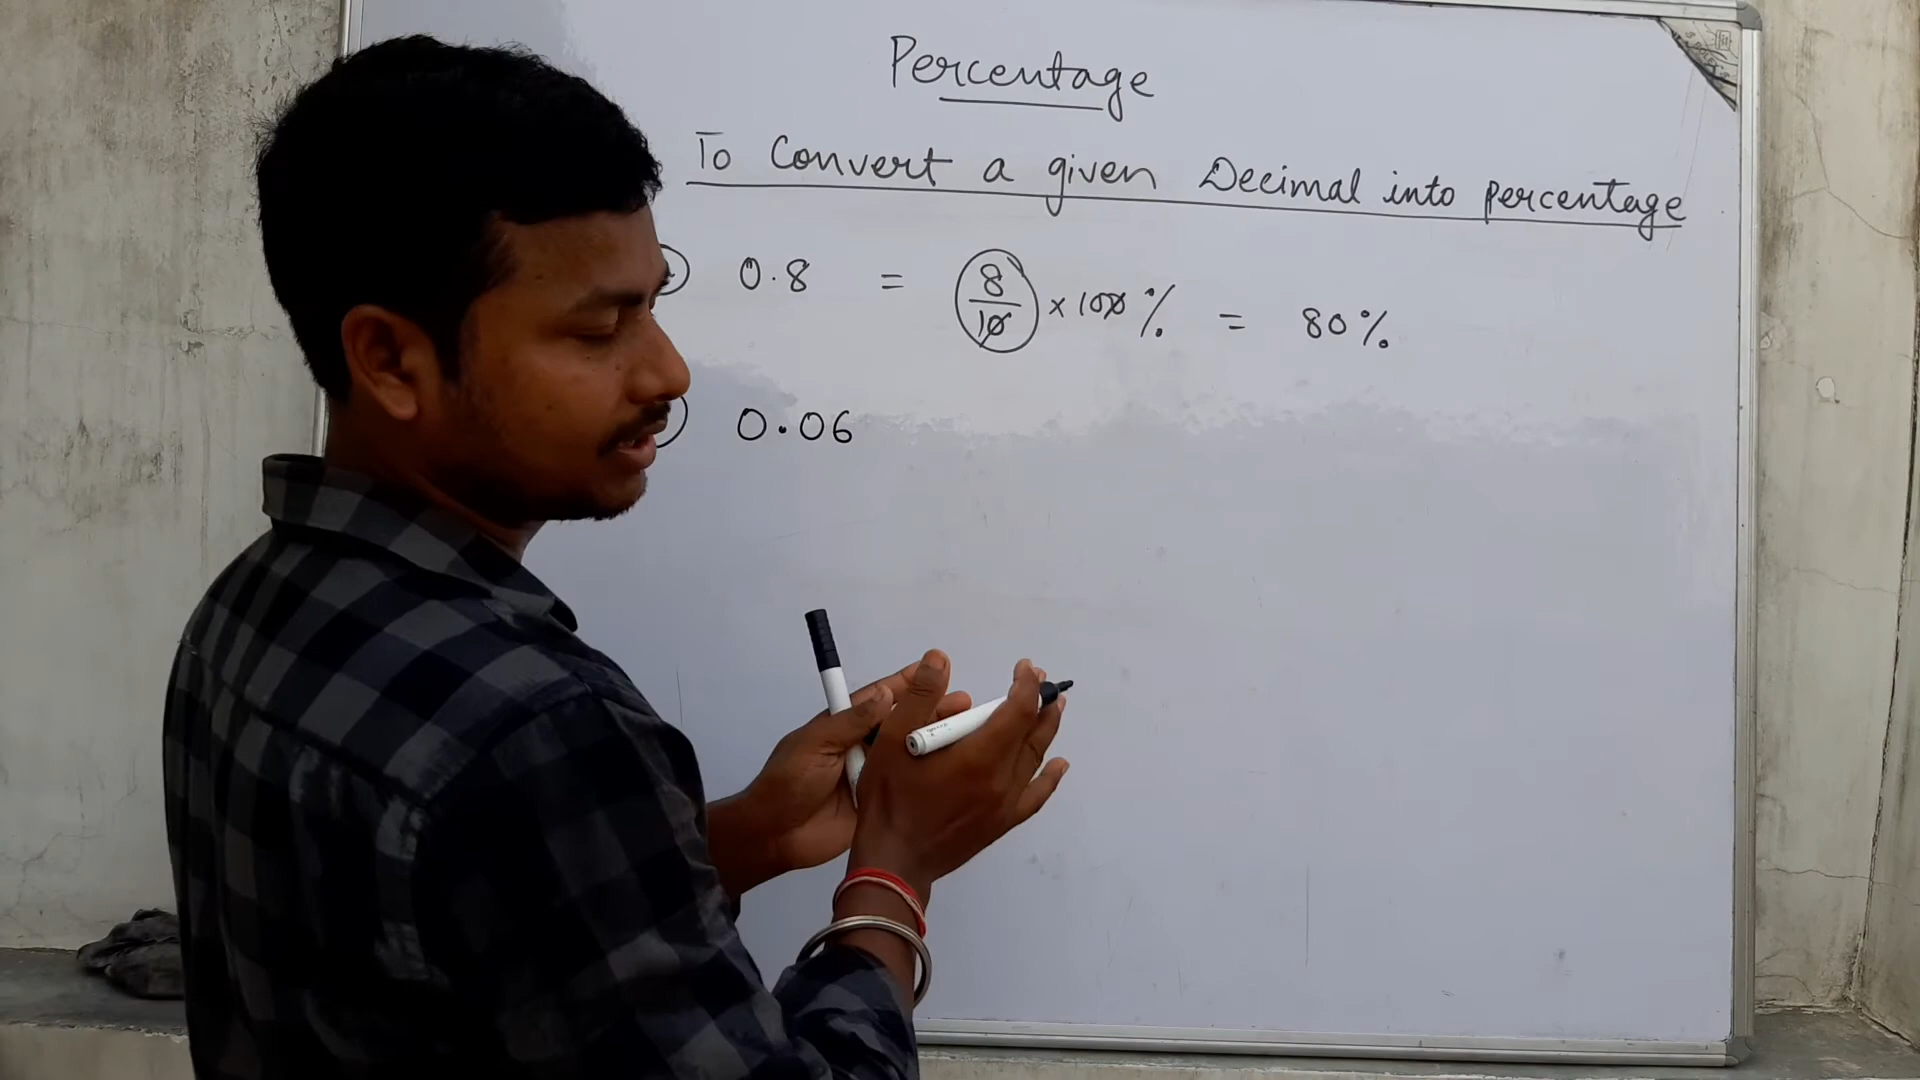 Percentage
To Convert a given Decimal into percentage
0.8 = 8/10 × 100 % = 80%
0.06